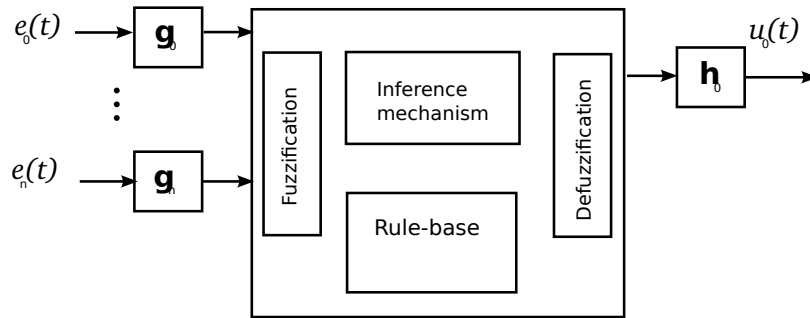 e₀(t)
g₀
⋮
eₙ(t)
gₙ
Fuzzification
Inference
mechanism
Rule-base
Defuzzification
h₀
u₀(t)